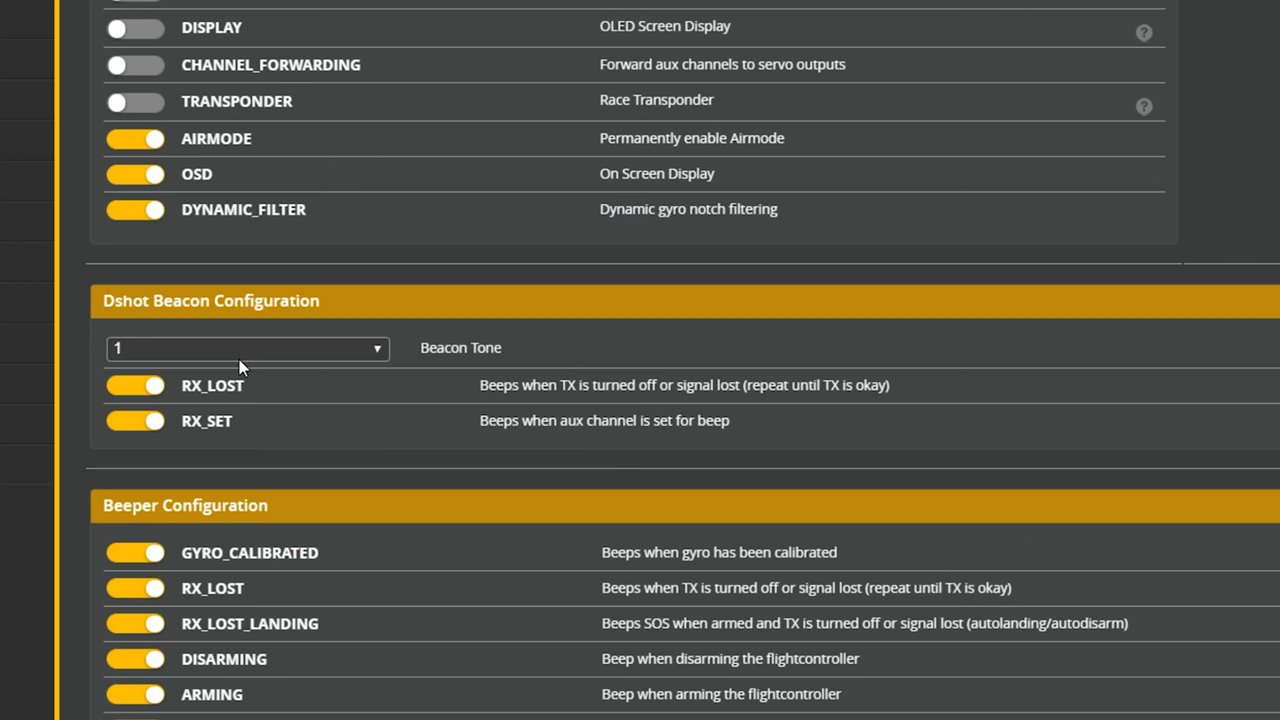 DISPLAY OLED Screen Display ?
CHANNEL_FORWARDING Forward aux channels to servo outputs
TRANSPONDER Race Transponder ?
AIRMODE Permanently enable Airmode
OSD On Screen Display
DYNAMIC_FILTER Dynamic gyro notch filtering
Dshot Beacon Configuration
1 Beacon Tone
RX_LOST Beeps when TX is turned off or signal lost (repeat until TX is okay)
RX_SET Beeps when aux channel is set for beep
Beeper Configuration
GYRO_CALIBRATED Beeps when gyro has been calibrated
RX_LOST Beeps when TX is turned off or signal lost (repeat until TX is okay)
RX_LOST_LANDING Beeps SOS when armed and TX is turned off or signal lost (autolanding/autodisarm)
DISARMING Beep when disarming the flightcontroller
ARMING Beep when arming the flightcontroller